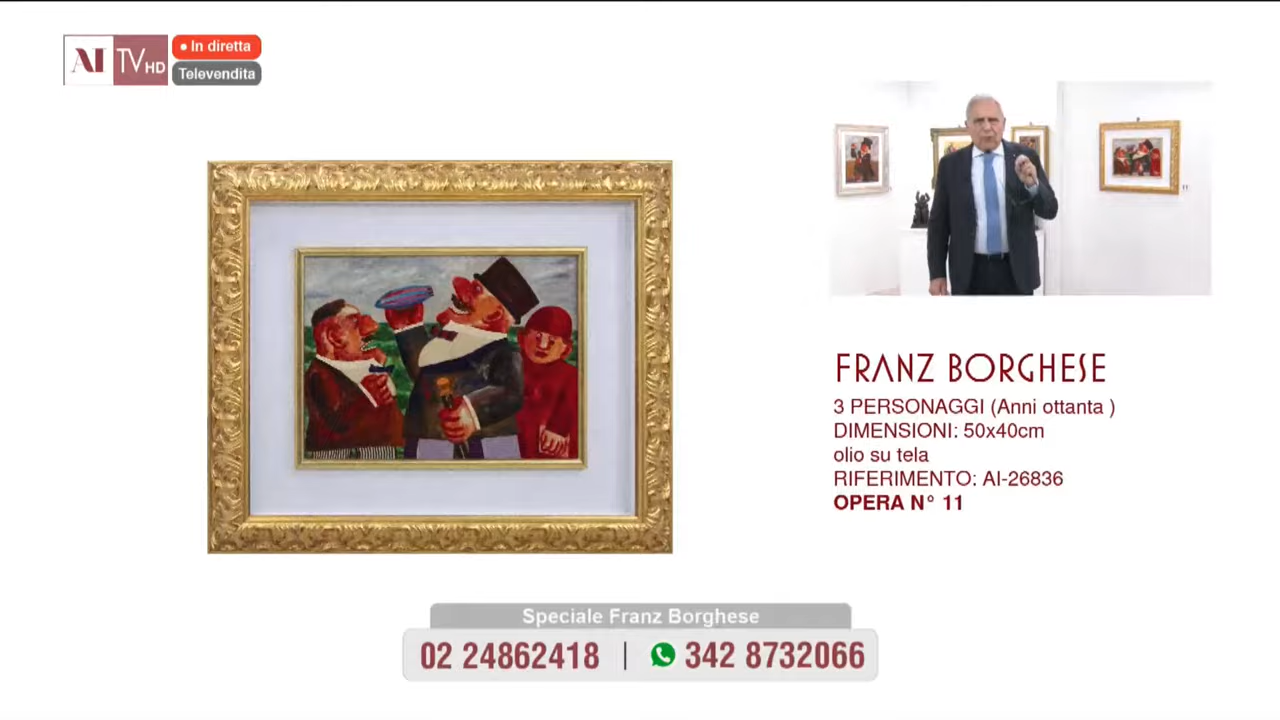 AI TV HD
• In diretta
Televendita
FRANZ BORGHESE
3 PERSONAGGI (Anni ottanta )
DIMENSIONI: 50x40cm
olio su tela
RIFERIMENTO: AI-26836
OPERA N° 11
Speciale Franz Borghese
02 24862418 | 342 8732066